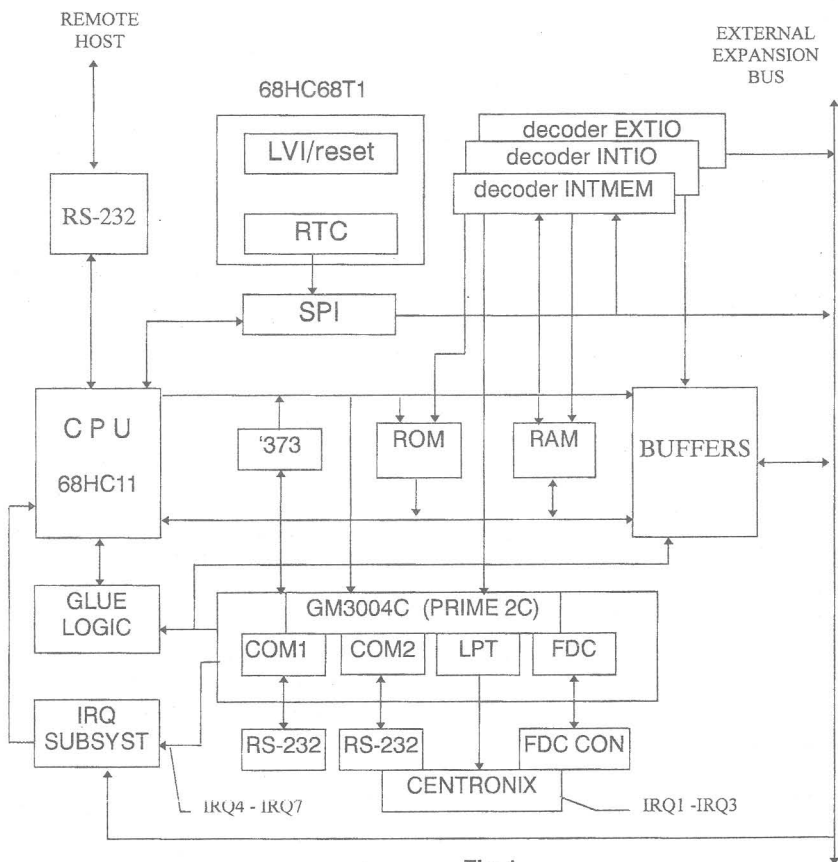 REMOTE
HOST
EXTERNAL
EXPANSION
BUS
68HC68T1
LVI/reset
RTC
decoder EXTIO
decoder INTIO
decoder INTMEM
RS-232
SPI
CPU
68HC11
'373
ROM
RAM
BUFFERS
GLUE
LOGIC
GM3004C (PRIME 2C)
COM1
COM2
LPT
FDC
IRQ
SUBSYST
RS-232
RS-232
FDC CON
CENTRONIX
IRQ4 - IRQ7
IRQ1 -IRQ3